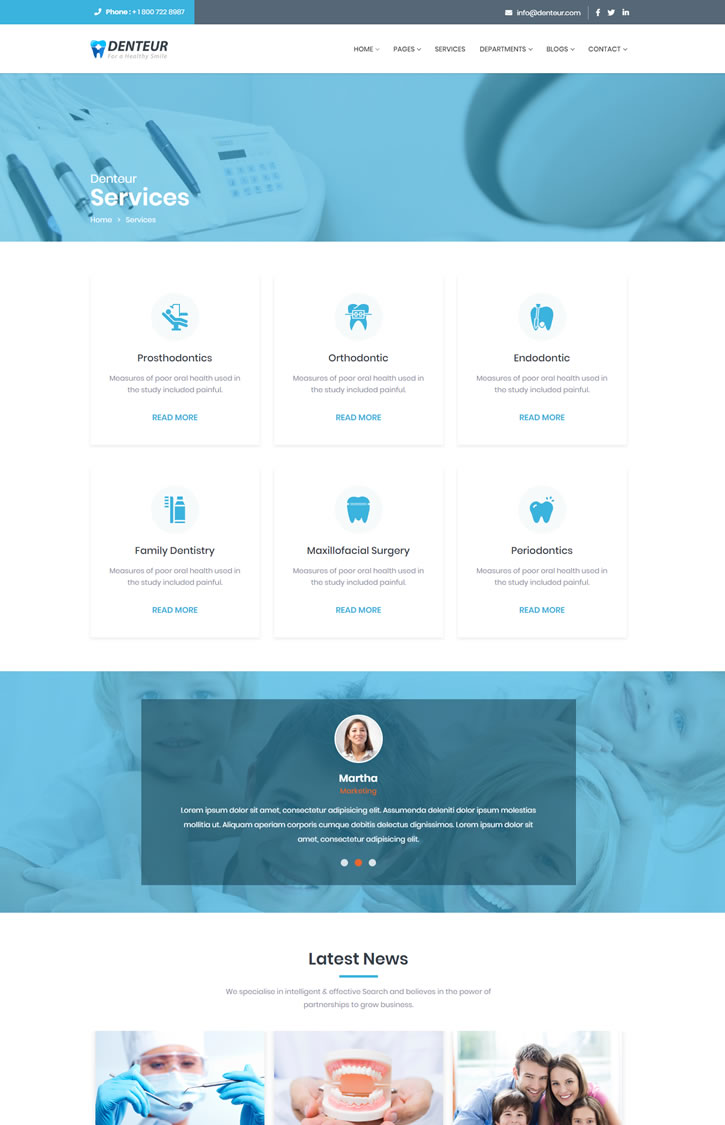 Phone : + 1 800 722 8987
info@denteur.com
DENTEUR
For a Healthy Smile
HOME PAGES SERVICES DEPARTMENTS BLOGS CONTACT
Denteur
Services
Home Services
Prosthodontics
Measures of poor oral health used in
the study included painful.
READ MORE
Orthodontic
Measures of poor oral health used in
the study included painful.
READ MORE
Endodontic
Measures of poor oral health used in
the study included painful.
READ MORE
Family Dentistry
Measures of poor oral health used in
the study included painful.
READ MORE
Maxillofacial Surgery
Measures of poor oral health used in
the study included painful.
READ MORE
Periodontics
Measures of poor oral health used in
the study included painful.
READ MORE
Martha
Marketing
Lorem ipsum dolor sit amet, consectetur adipisicing elit. Assumenda deleniti dolor ipsum molestias
mollitia ut. Aliquam aperiam corporis cumque debitis delectus dignissimos. Lorem ipsum dolor sit
amet, consectetur adipisicing elit.
Latest News
We specialise in intelligent & effective Search and believes in the power of
partnerships to grow business.